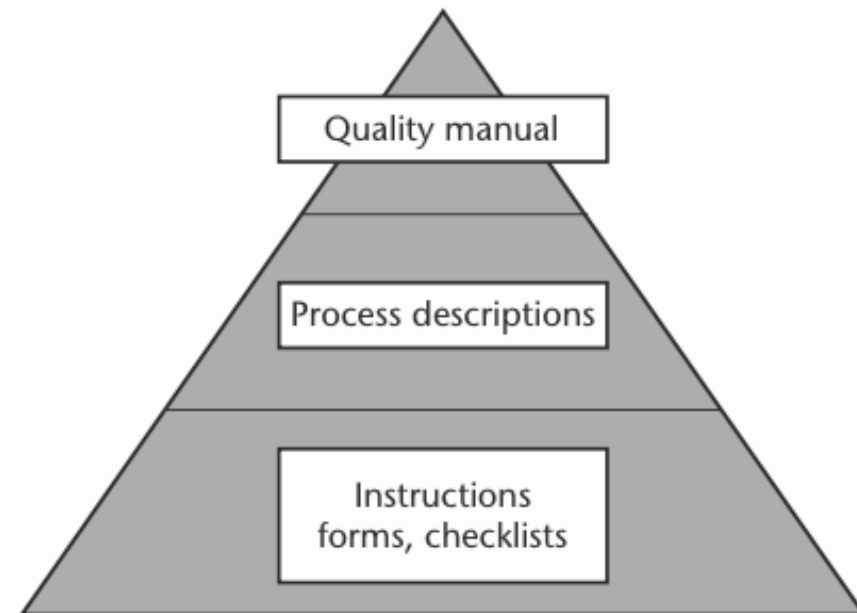 Quality manual
Process descriptions
Instructions
forms, checklists